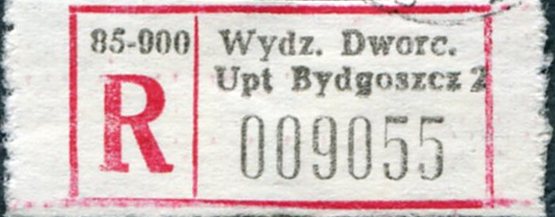 85-900 Wydz. Dworc.
Upt Bydgoszcz 2
R 009055